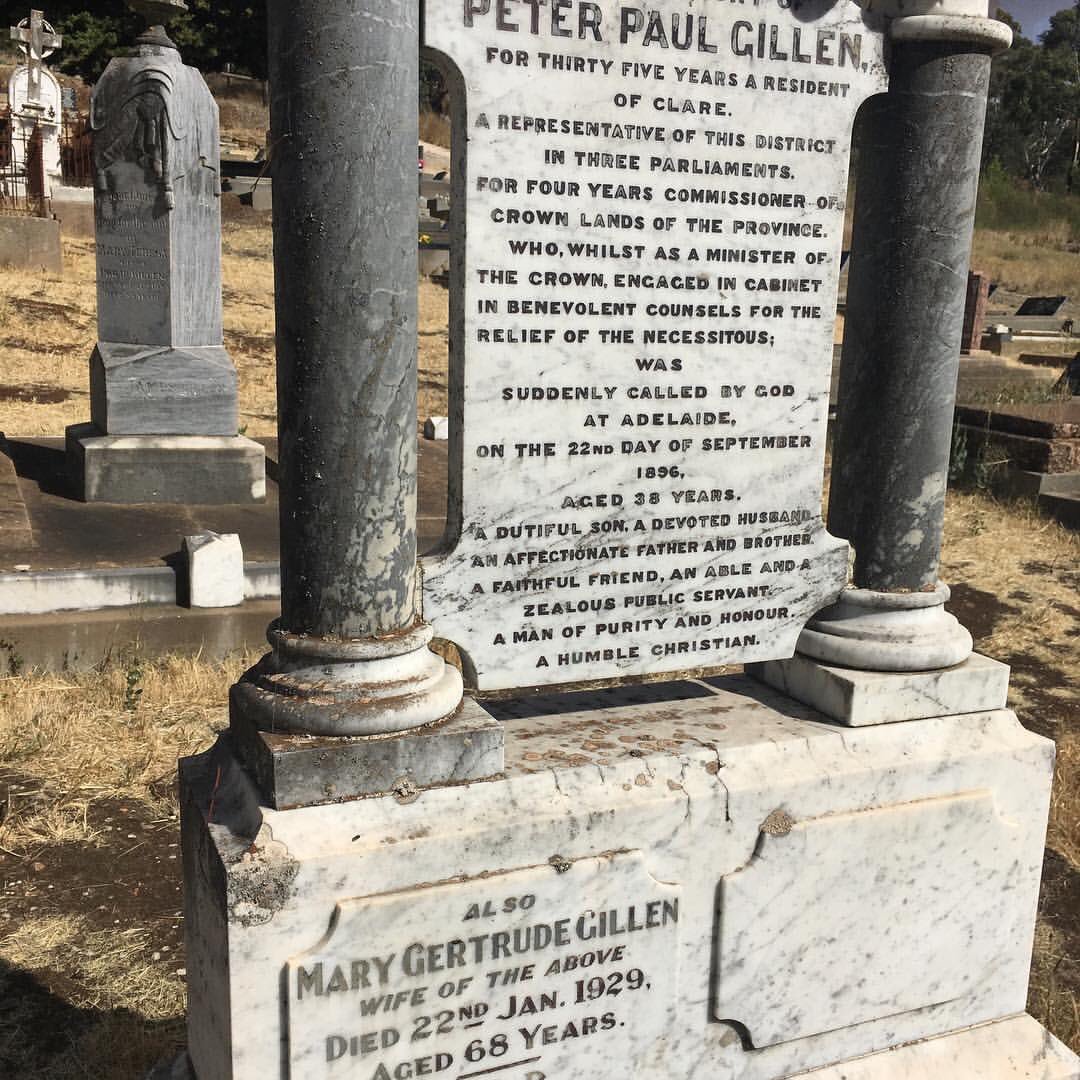 PETER PAUL GILLEN,
FOR THIRTY FIVE YEARS A RESIDENT
OF CLARE.
A REPRESENTATIVE OF THIS DISTRICT
IN THREE PARLIAMENTS.
FOR FOUR YEARS COMMISSIONER OF
CROWN LANDS OF THE PROVINCE.
WHO, WHILST AS A MINISTER OF
THE CROWN, ENGAGED IN CABINET
IN BENEVOLENT COUNSELS FOR THE
RELIEF OF THE NECESSITOUS;
WAS
SUDDENLY CALLED BY GOD
AT ADELAIDE,
ON THE 22ND DAY OF SEPTEMBER
1896,
AGED 38 YEARS.
A DUTIFUL SON, A DEVOTED HUSBAND
AN AFFECTIONATE FATHER AND BROTHER.
A FAITHFUL FRIEND, AN ABLE AND A
ZEALOUS PUBLIC SERVANT.
A MAN OF PURITY AND HONOUR,
A HUMBLE CHRISTIAN.
ALSO
MARY GERTRUDE GILLEN
WIFE OF THE ABOVE
DIED 22ND JAN. 1929,
AGED 68 YEARS.